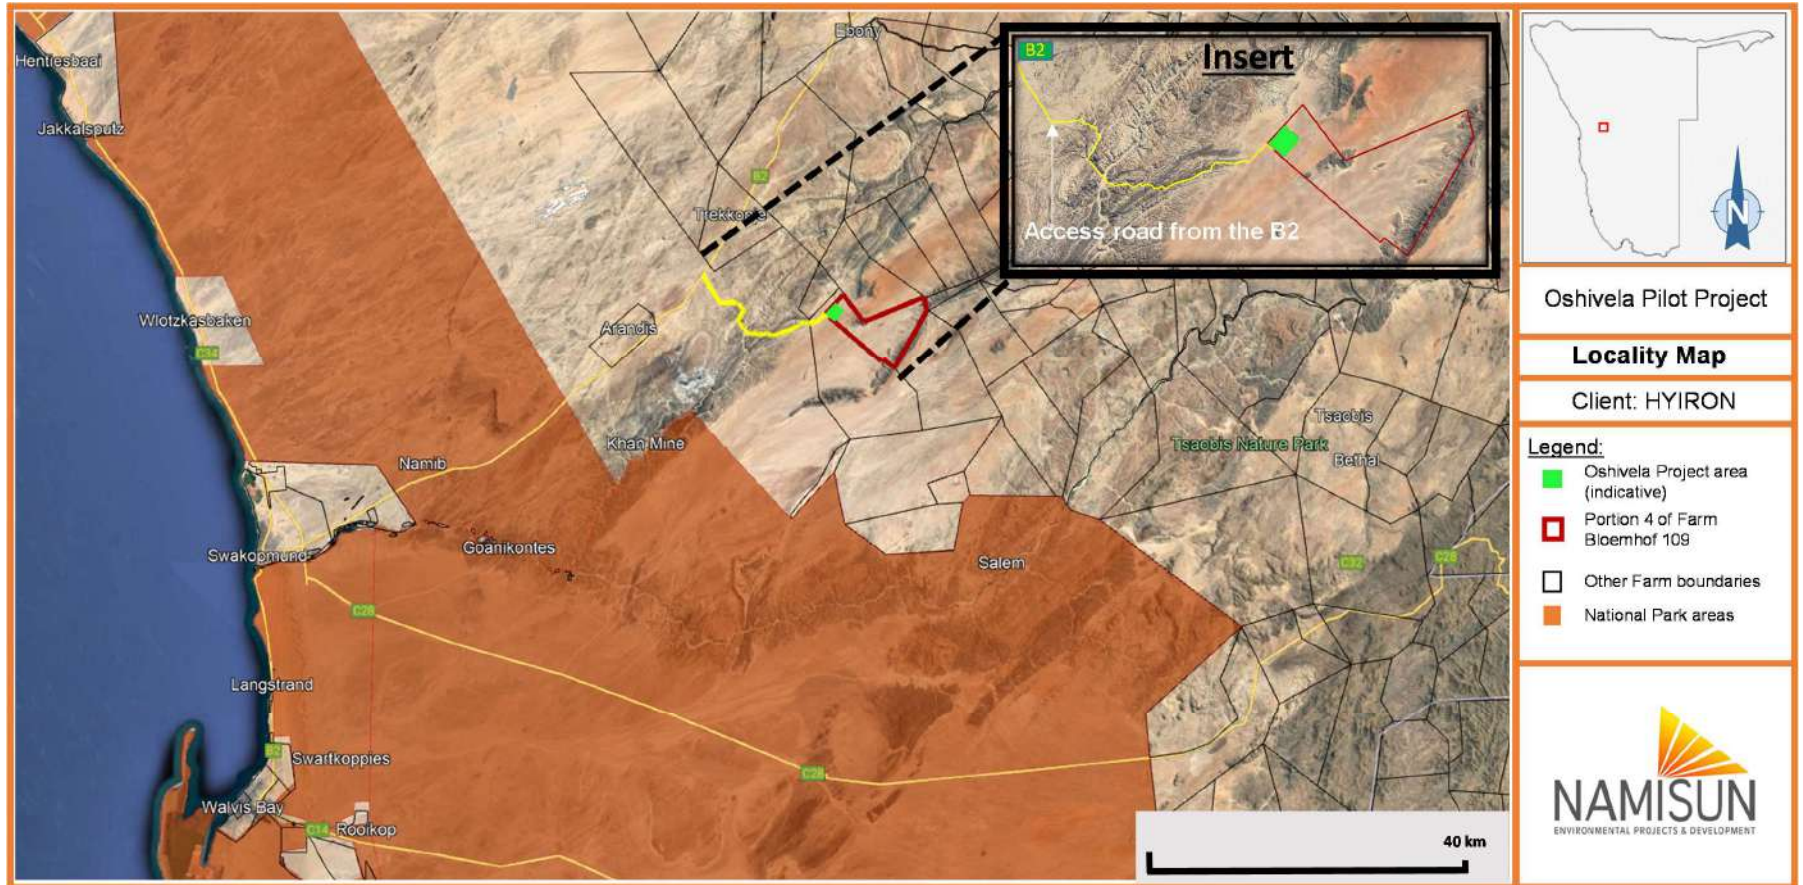 Hentiesbaai
Jakkalsputz
Wlotzkasbaken
C34
Ebony
B2
Trekkopje
Arandis
Khan Mine
Namib
Swakopmund
Goanikontes
C28
Langstrand
B2
Swartkoppies
Walvis Bay
C14
Rooikop
C28
Salem
Tsaobis
Tsaobis Nature Park
Bethal
C32
C28
B2
Insert
Access road from the B2
40 km
N
Oshivela Pilot Project
Locality Map
Client: HYIRON
Legend:
Oshivela Project area
(indicative)
Portion 4 of Farm
Bloemhof 109
Other Farm boundaries
National Park areas
NAMISUN
ENVIRONMENTAL PROJECTS & DEVELOPMENT